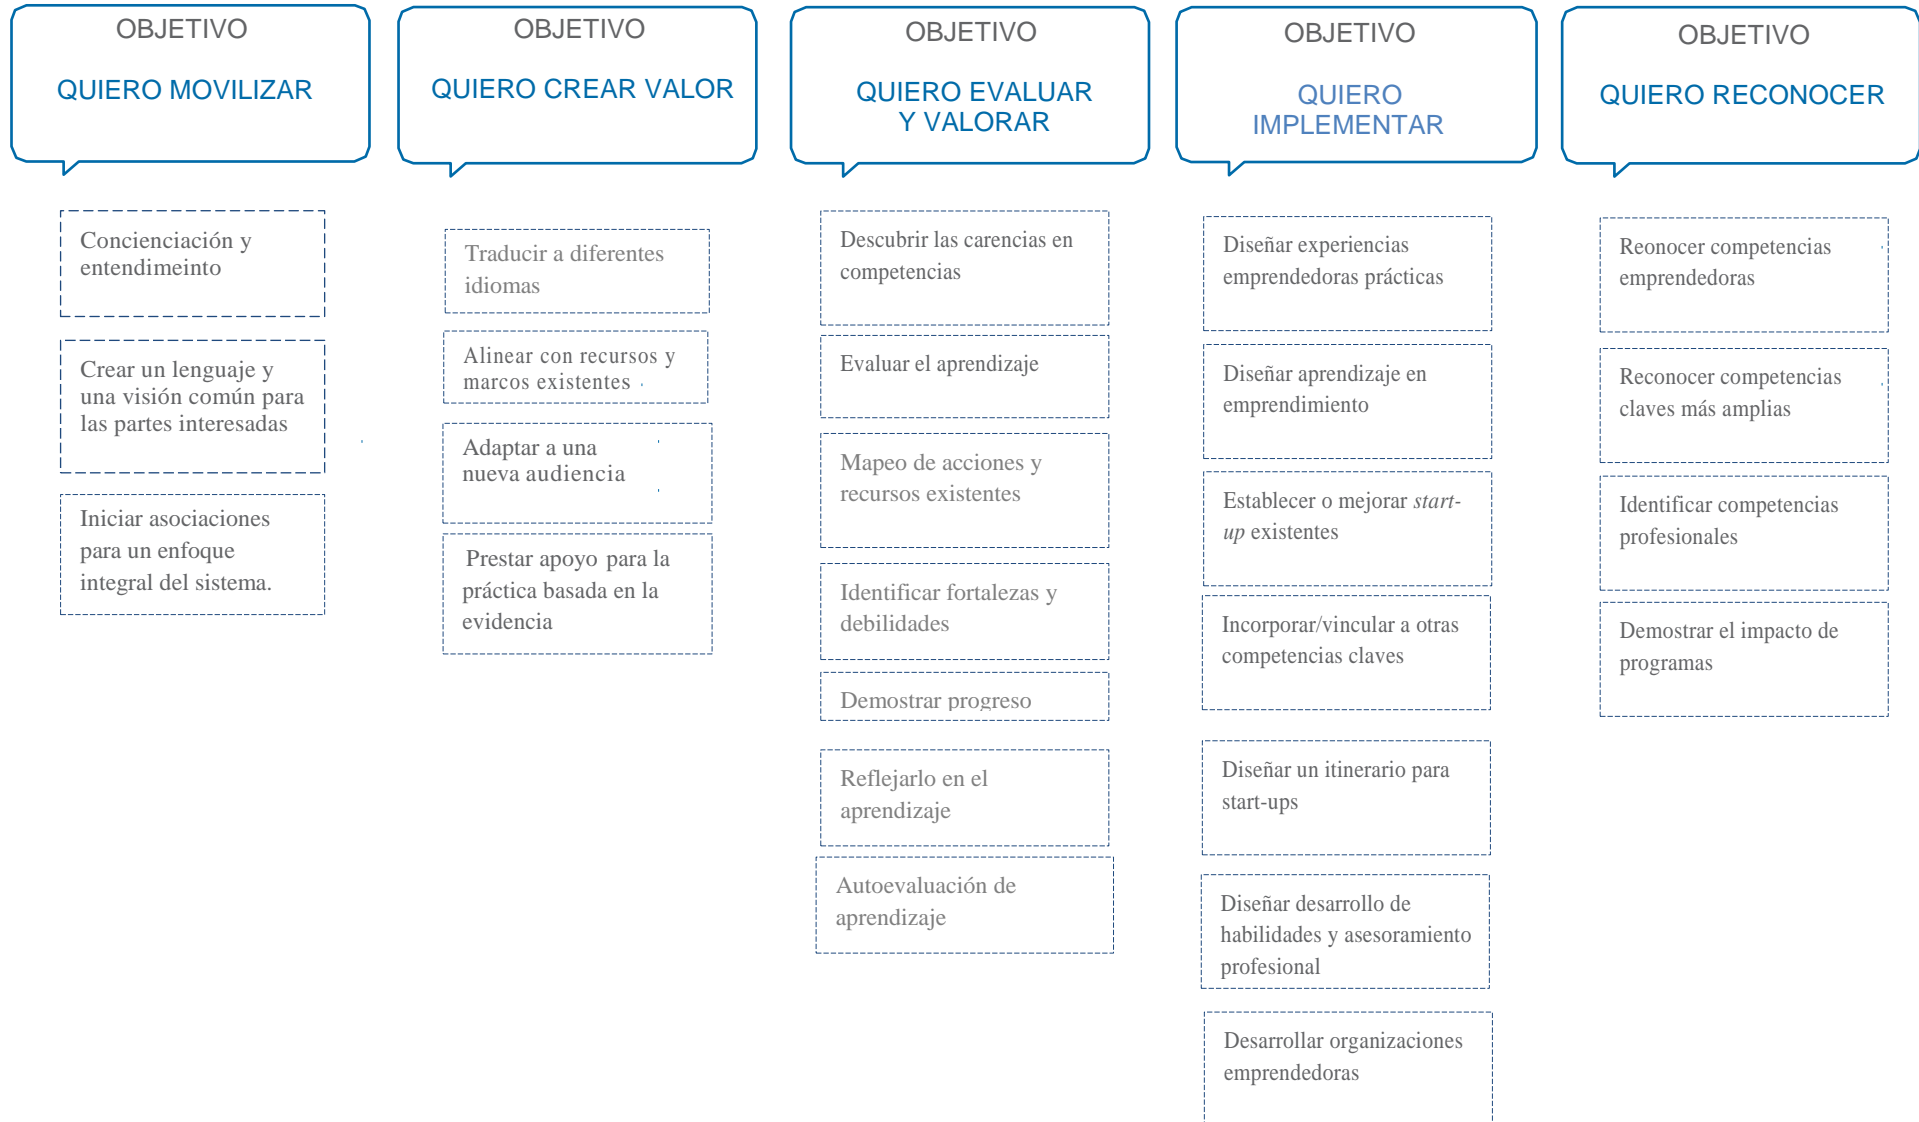 OBJETIVO
QUIERO MOVILIZAR
Concienciación y
entendimeinto
Crear un lenguaje y
una visión común para
las partes interesadas
Iniciar asociaciones
para un enfoque
integral del sistema.
OBJETIVO
QUIERO CREAR VALOR
Traducir a diferentes
idiomas
Alinear con recursos y
marcos existentes
Adaptar a una
nueva audiencia
Prestar apoyo para la
práctica basada en la
evidencia
OBJETIVO
QUIERO EVALUAR
Y VALORAR
Descubrir las carencias en
competencias
Evaluar el aprendizaje
Mapeo de acciones y
recursos existentes
Identificar fortalezas y
debilidades
Demostrar progreso
Reflejarlo en el
aprendizaje
Autoevaluación de
aprendizaje
OBJETIVO
QUIERO
IMPLEMENTAR
Diseñar experiencias
emprendedoras prácticas
Diseñar aprendizaje en
emprendimiento
Establecer o mejorar start-
up existentes
Incorporar/vincular a otras
competencias claves
Diseñar un itinerario para
start-ups
Diseñar desarrollo de
habilidades y asesoramiento
profesional
Desarrollar organizaciones
emprendedoras
OBJETIVO
QUIERO RECONOCER
Reonocer competencias
emprendedoras
Reconocer competencias
claves más amplias
Identificar competencias
profesionales
Demostrar el impacto de
programas